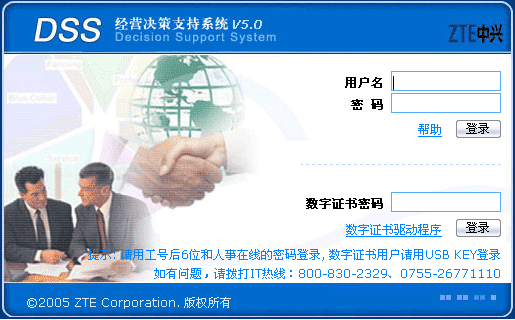 DSS 经营决策支持系统 V5.0
Decision Support System
ZTE中兴
用户名
密 码
帮助 登录
Blue Collar
Service
数字证书密码
数字证书驱动程序 登录
提示: 请用工号后6位和人事在线的密码登录, 数字证书用户请用USB KEY登录
如有问题，请拨打IT热线：800-830-2329、0755-26771110
©2005 ZTE Corporation. 版权所有